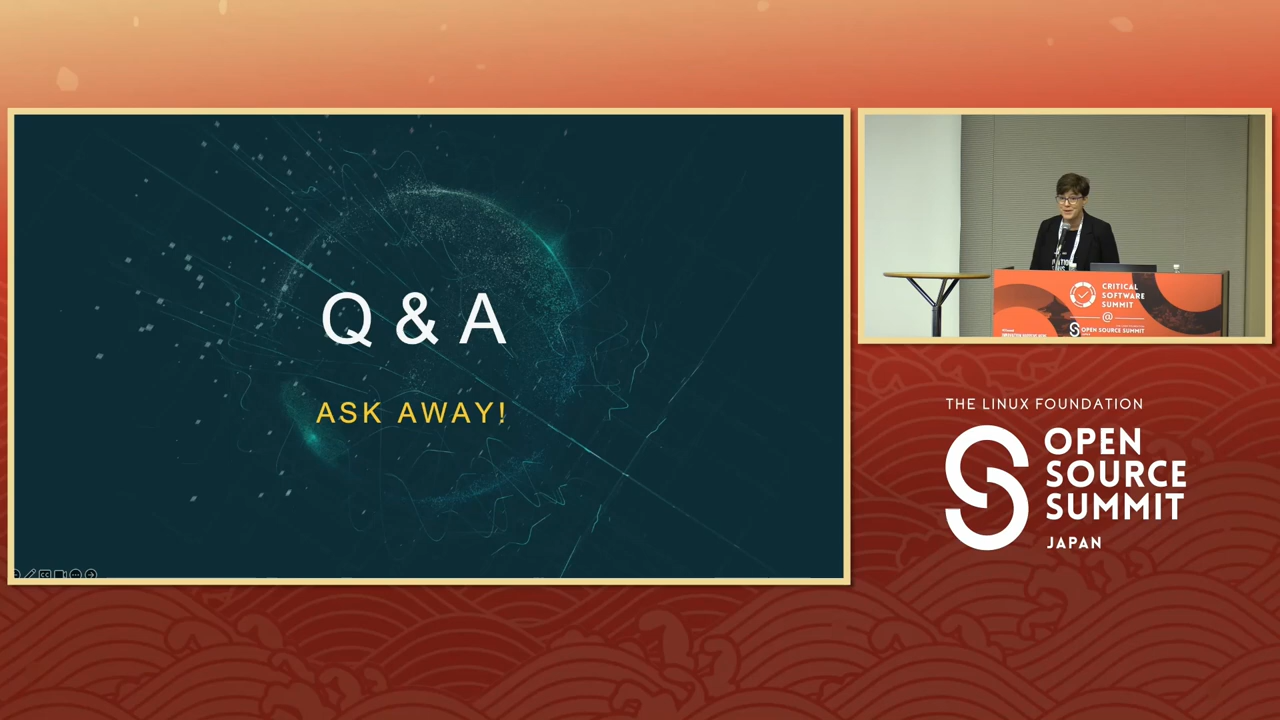 Q & A
ASK AWAY!
CRITICAL
SOFTWARE
SUMMIT
@
OPEN SOURCE SUMMIT
THE LINUX FOUNDATION
OPEN
SOURCE
SUMMIT
JAPAN